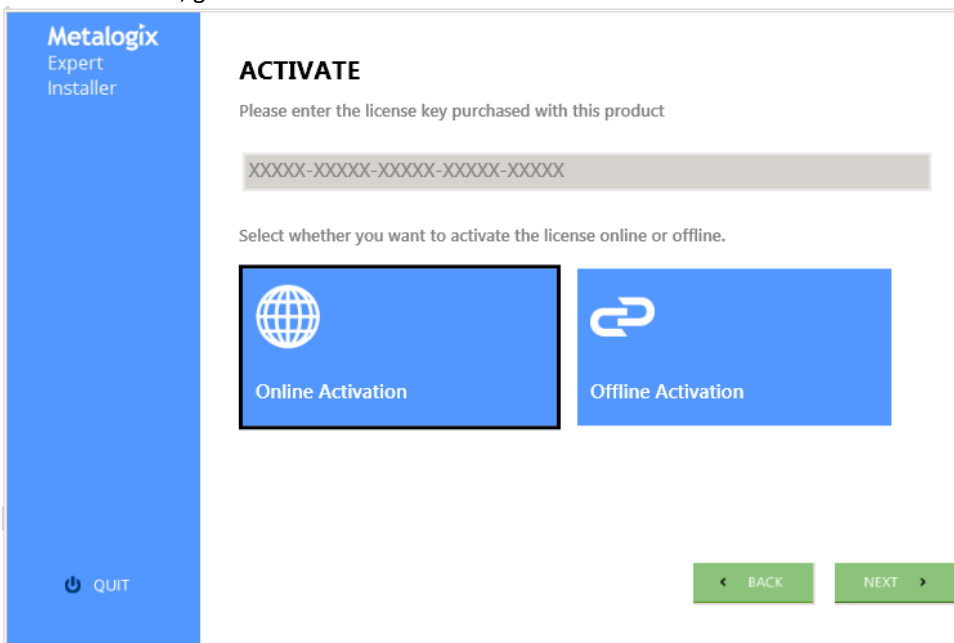 Metalogix
Expert
Installer
ACTIVATE
Please enter the license key purchased with this product
XXXXX-XXXXX-XXXXX-XXXXX-XXXXX
Select whether you want to activate the license online or offline.
Online Activation
Offline Activation
QUIT
BACK
NEXT